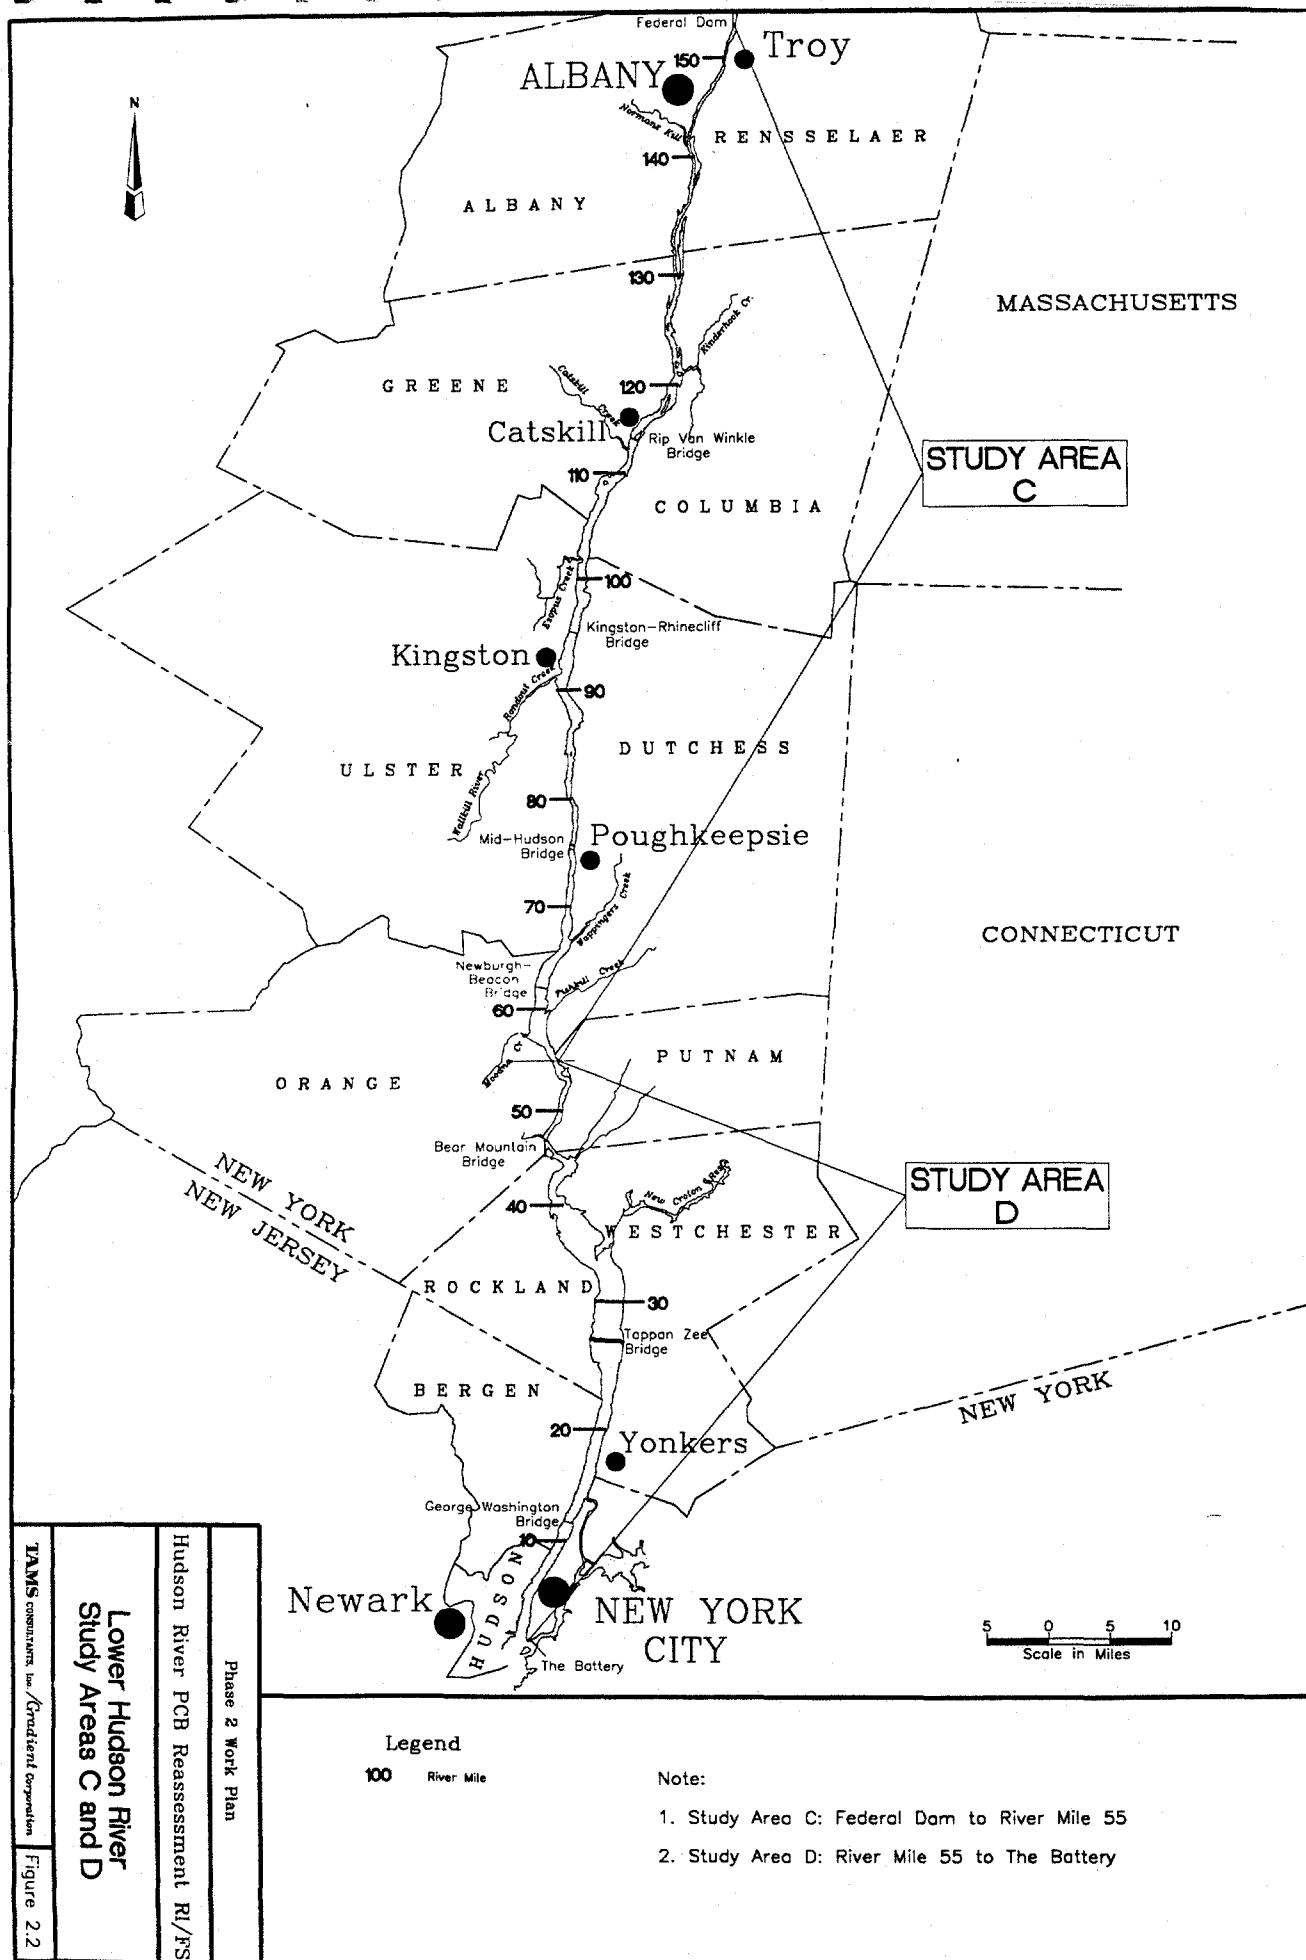 Federal Dam
Troy
150
ALBANY
N
Normans Kill
RENSSELAER
140
ALBANY
130
MASSACHUSETTS
Kinderhook Cr.
Catskill Creek
GREENE
120
Catskill
Rip Van Winkle
Bridge
STUDY AREA
C
110
COLUMBIA
Esopus Creek
100
Kingston-Rhinecliff
Bridge
Kingston
Rondout Creek
90
DUTCHESS
ULSTER
Wallkill River
80
Mid-Hudson
Bridge
Poughkeepsie
70
Wappingers Creek
CONNECTICUT
Newburgh-
Beacon
Bridge
Fishkill Creek
60
Moodna Cr.
PUTNAM
ORANGE
50
Bear Mountain
Bridge
NEW YORK
NEW JERSEY
STUDY AREA
D
New Croton Res.
40
WESTCHESTER
ROCKLAND
30
Tappan Zee
Bridge
BERGEN
NEW YORK
20
Yonkers
George Washington
Bridge
10
HUDSON
Newark
NEW YORK
CITY
The Battery
5 0 5 10
Scale in Miles
Phase 2 Work Plan
Hudson River PCB Reassessment RI/FS
Lower Hudson River
Study Areas C and D
TAMS CONSULTANTS, Inc./Gradient Corporation
Figure 2.2
Legend
100 River Mile
Note:
1. Study Area C: Federal Dam to River Mile 55
2. Study Area D: River Mile 55 to The Battery